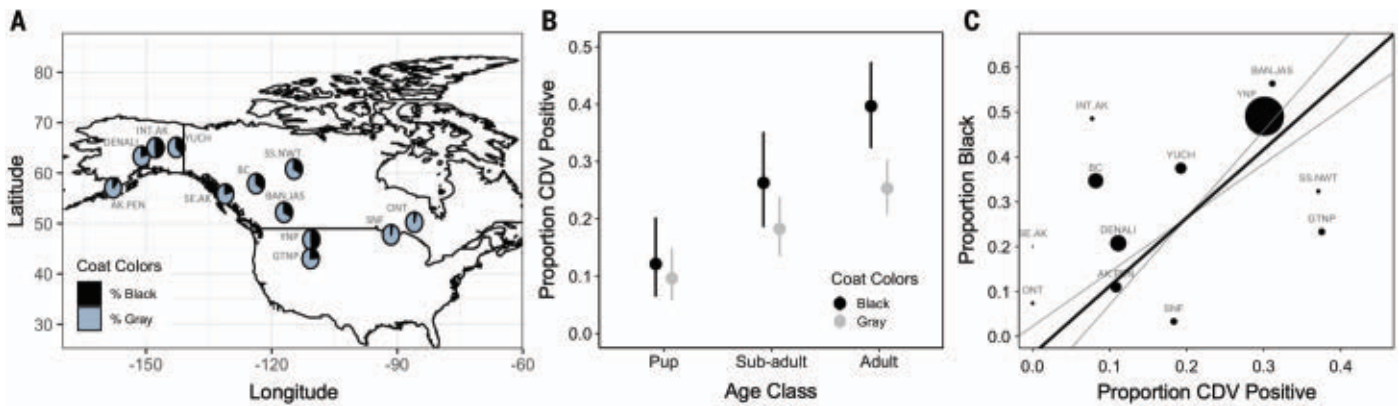 A
Latitude
80
70
60
50
40
30
INT.AK
DENALI
YUCH
SS.NWT
BC
AK.PEN
SE.AK
BAN.JAS
ONT
SNF
YNP
GTNP
Coat Colors
% Black
% Gray
-150
-120
-90
-60
Longitude
B
Proportion CDV Positive
0.5
0.4
0.3
0.2
0.1
0.0
Coat Colors
Black
Gray
Pup
Sub-adult
Adult
Age Class
C
Proportion Black
0.6
0.5
0.4
0.3
0.2
0.1
0.0
BAN.JAS
YNP
INT.AK
YUCH
BC
SS.NWT
GTNP
DENALI
SE.AK
AK.PEN
ONT
SNF
0.0
0.1
0.2
0.3
0.4
Proportion CDV Positive